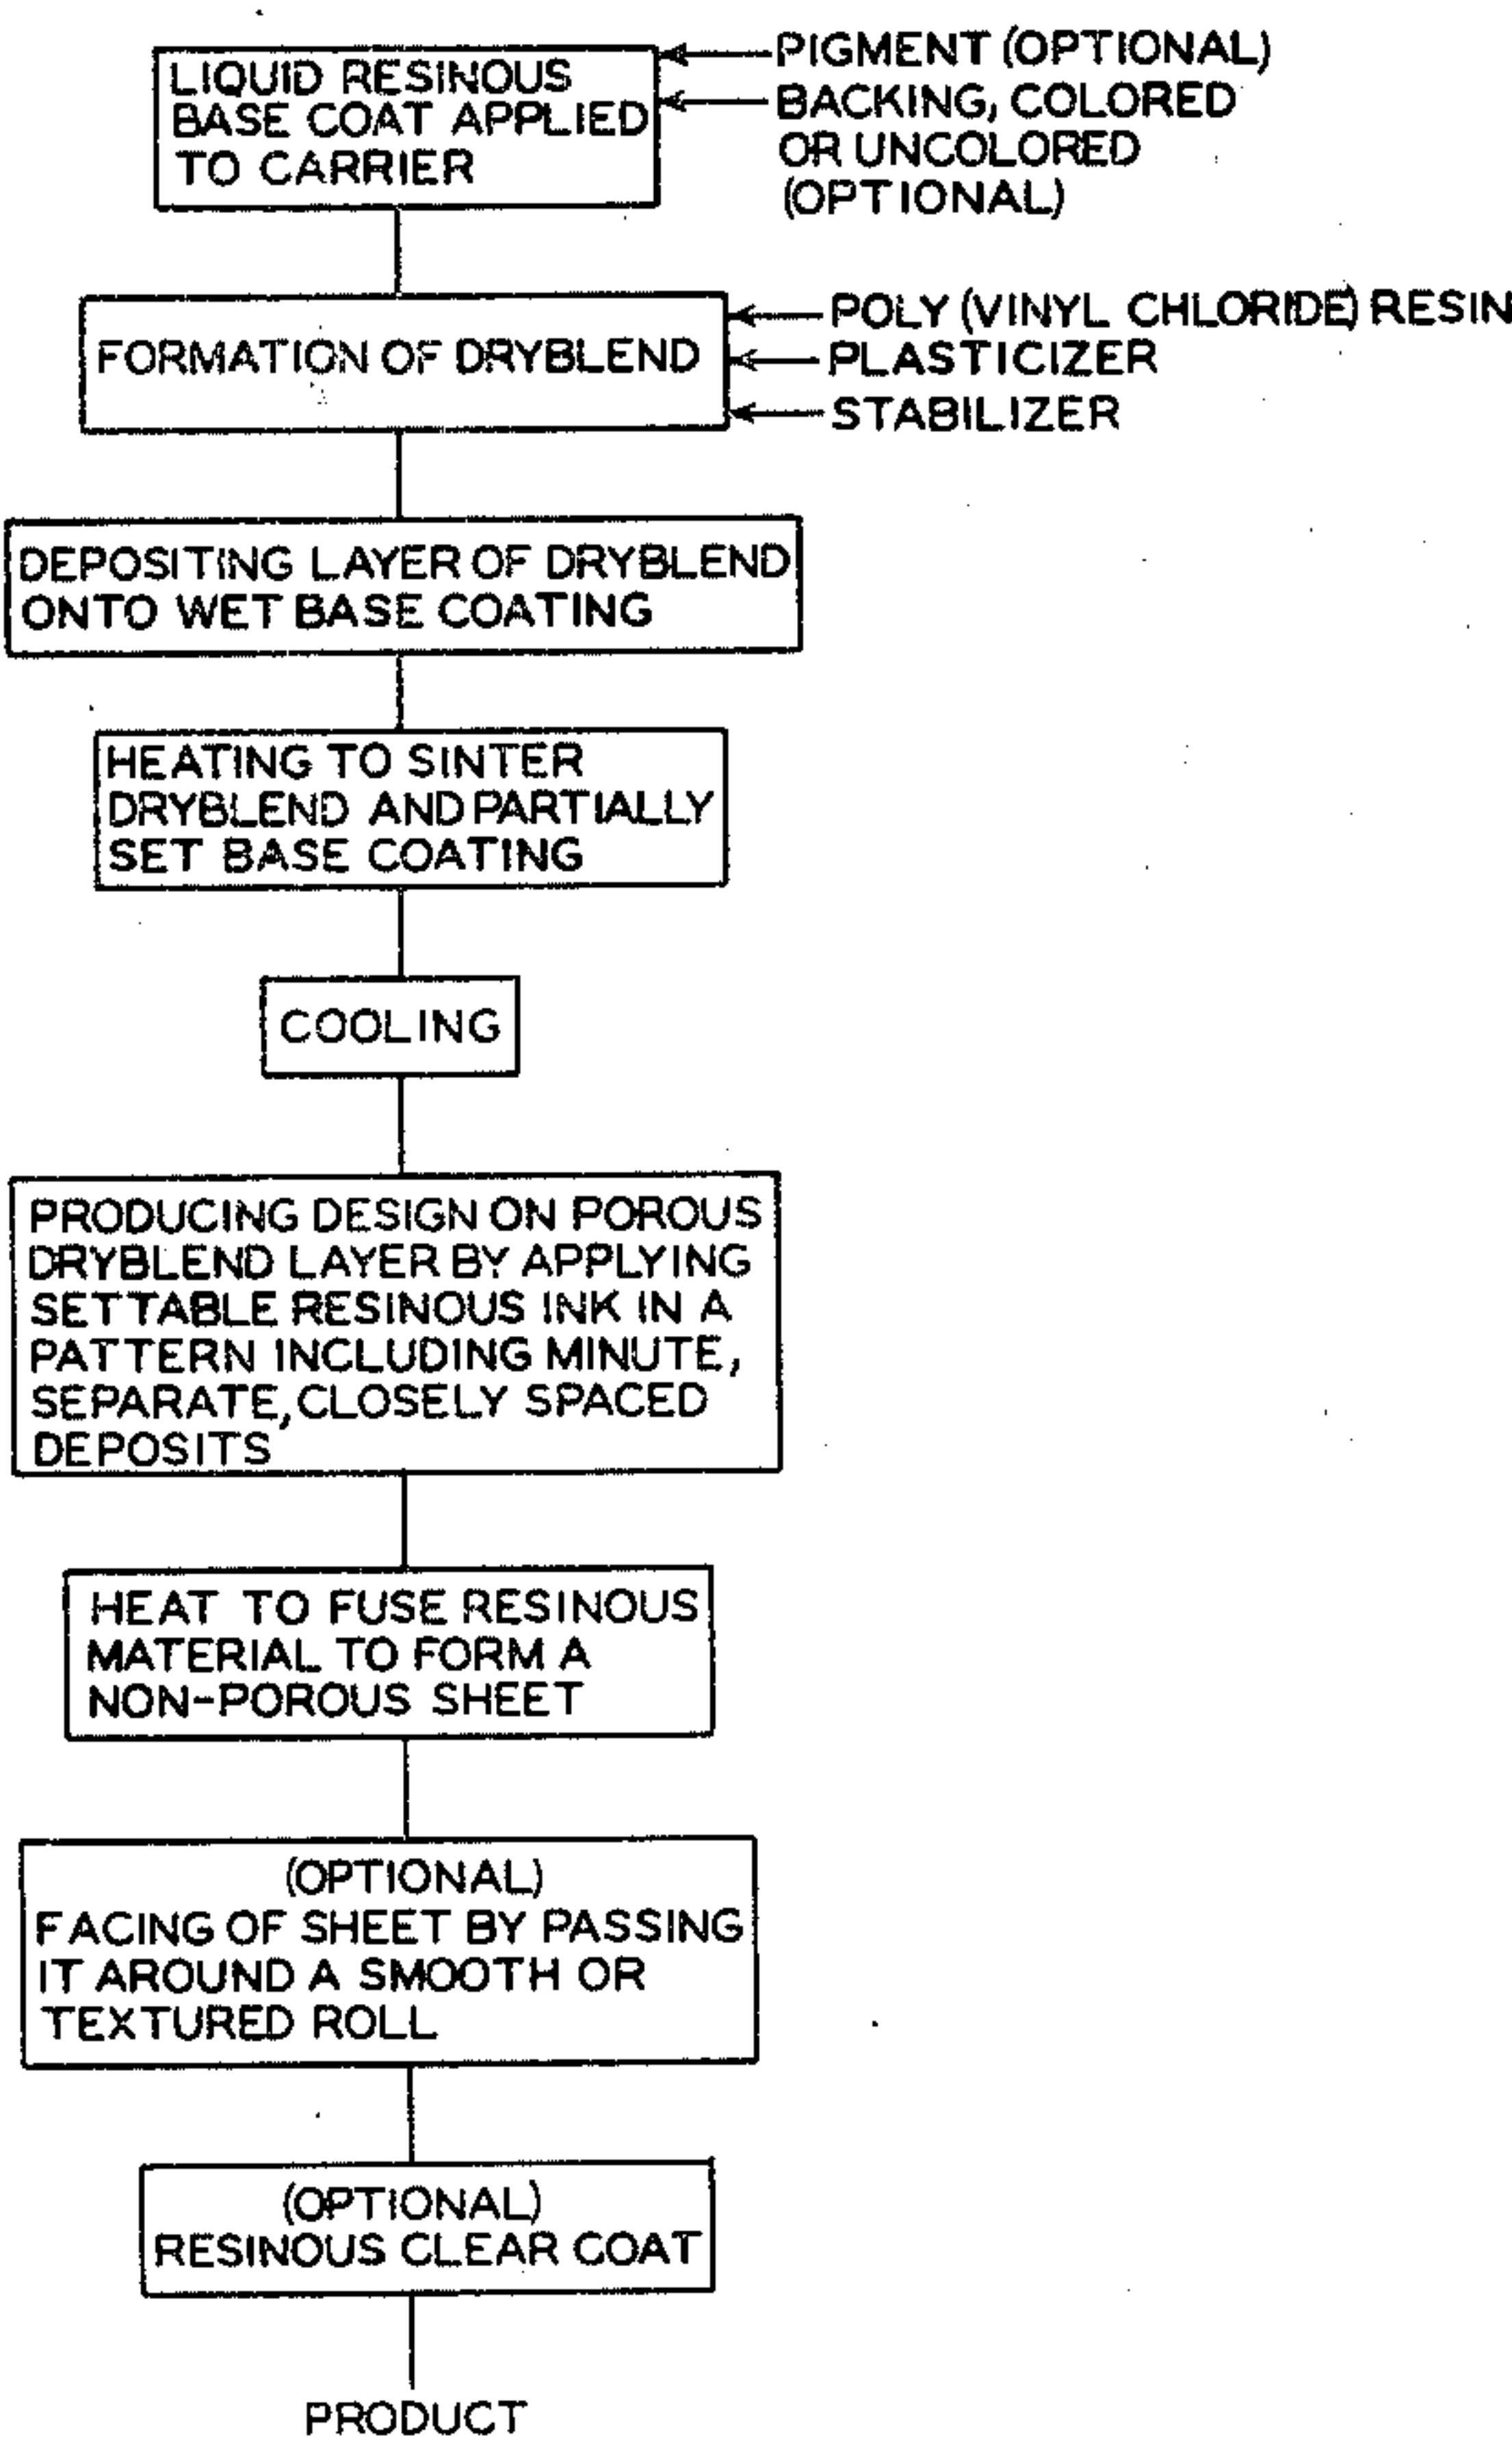 LIQUID RESINOUS
BASE COAT APPLIED
TO CARRIER
PIGMENT (OPTIONAL)
BACKING, COLORED
OR UNCOLORED
(OPTIONAL)
FORMATION OF DRYBLEND
POLY (VINYL CHLORIDE) RESIN
PLASTICIZER
STABILIZER
DEPOSITING LAYER OF DRYBLEND
ONTO WET BASE COATING
HEATING TO SINTER
DRYBLEND AND PARTIALLY
SET BASE COATING
COOLING
PRODUCING DESIGN ON POROUS
DRYBLEND LAYER BY APPLYING
SETTABLE RESINOUS INK IN A
PATTERN INCLUDING MINUTE,
SEPARATE, CLOSELY SPACED
DEPOSITS
HEAT TO FUSE RESINOUS
MATERIAL TO FORM A
NON-POROUS SHEET
(OPTIONAL)
FACING OF SHEET BY PASSING
IT AROUND A SMOOTH OR
TEXTURED ROLL
(OPTIONAL)
RESINOUS CLEAR COAT
PRODUCT